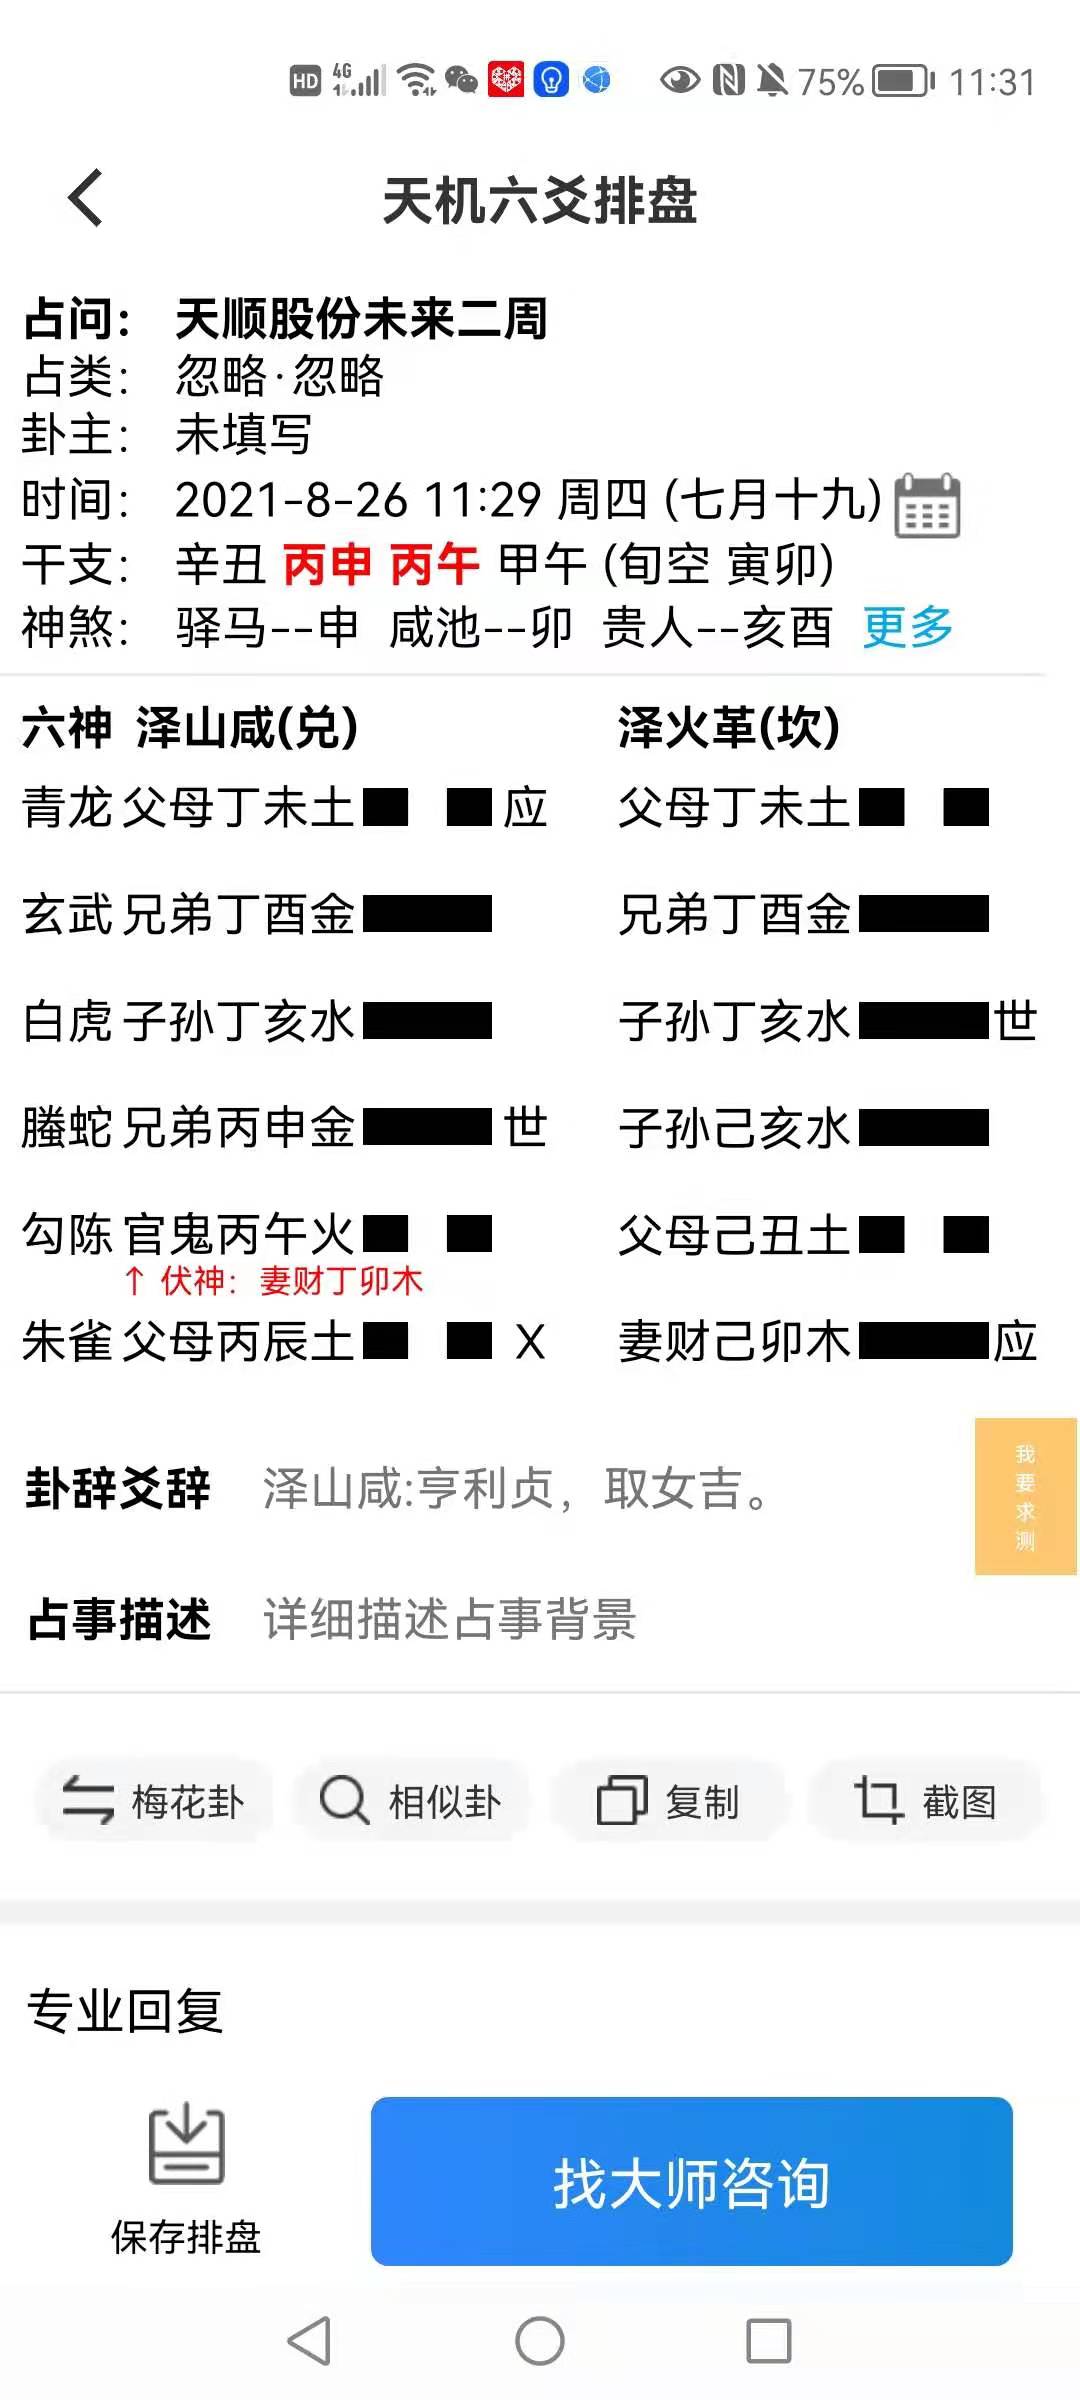 HD 4G 75% 11:31
天机六爻排盘
占问： 天顺股份未来二周
占类： 忽略·忽略
卦主： 未填写
时间： 2021-8-26 11:29 周四 (七月十九)
干支： 辛丑 丙申 丙午 甲午 (旬空 寅卯)
神煞： 驿马--申 咸池--卯 贵人--亥酉 更多
六神 泽山咸(兑) 泽火革(坎)
青龙 父母丁未土 应 父母丁未土
玄武 兄弟丁酉金 兄弟丁酉金
白虎 子孙丁亥水 子孙丁亥水 世
螣蛇 兄弟丙申金 世 子孙己亥水
勾陈 官鬼丙午火 父母己丑土
↑ 伏神：妻财丁卯木
朱雀 父母丙辰土 X 妻财己卯木 应
卦辞爻辞 泽山咸:亨利贞，取女吉。
我要求测
占事描述 详细描述占事背景
梅花卦 相似卦 复制 截图
专业回复
保存排盘 找大师咨询